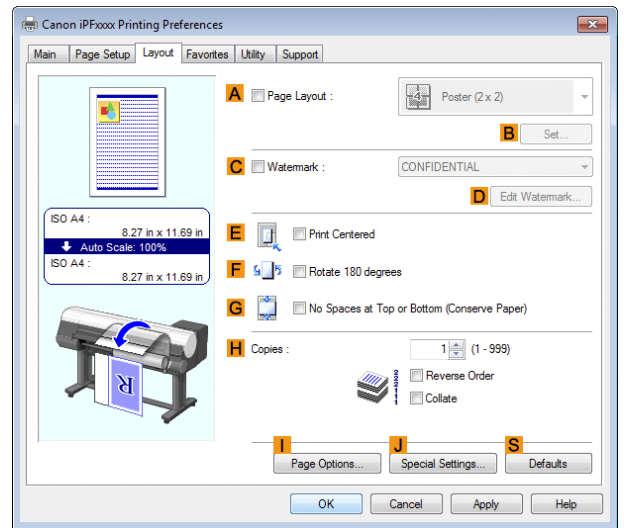 Canon iPFxxxx Printing Preferences
Main Page Setup Layout Favorites Utility Support
A Page Layout : Poster (2 x 2)
B Set...
C Watermark : CONFIDENTIAL
D Edit Watermark...
ISO A4 :
8.27 in x 11.69 in
Auto Scale: 100%
ISO A4 :
8.27 in x 11.69 in
E Print Centered
F Rotate 180 degrees
G No Spaces at Top or Bottom (Conserve Paper)
H Copies : 1 (1 - 999)
Reverse Order
Collate
R
I J S
Page Options... Special Settings... Defaults
OK Cancel Apply Help